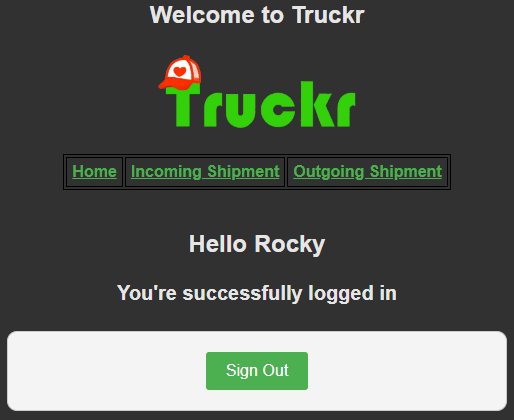 Welcome to Truckr
Truckr
Home Incoming Shipment Outgoing Shipment
Hello Rocky
You're successfully logged in
Sign Out